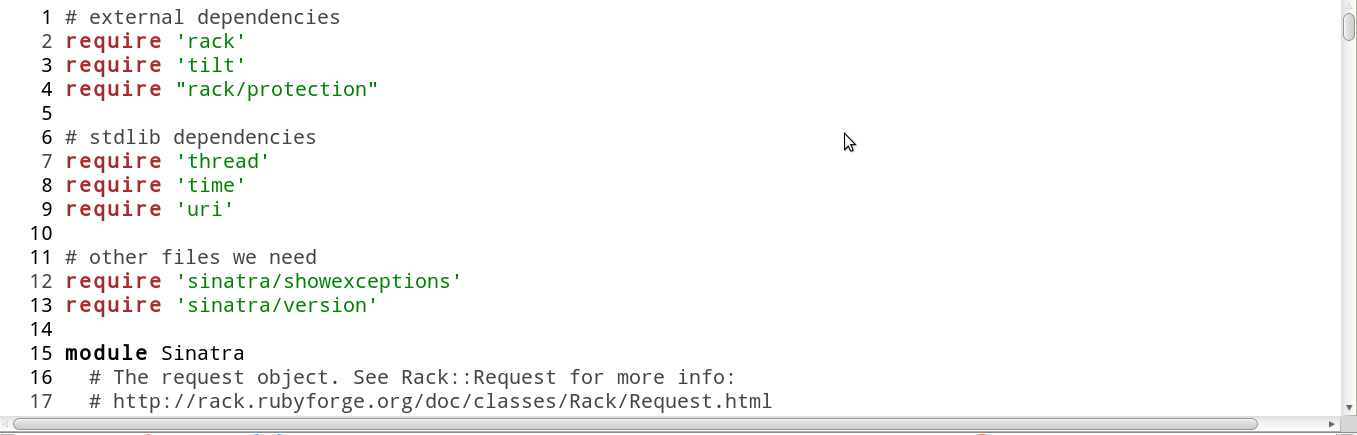 1 # external dependencies
2 require 'rack'
3 require 'tilt'
4 require "rack/protection"
5
6 # stdlib dependencies
7 require 'thread'
8 require 'time'
9 require 'uri'
10
11 # other files we need
12 require 'sinatra/showexceptions'
13 require 'sinatra/version'
14
15 module Sinatra
16   # The request object. See Rack::Request for more info:
17   # http://rack.rubyforge.org/doc/classes/Rack/Request.html